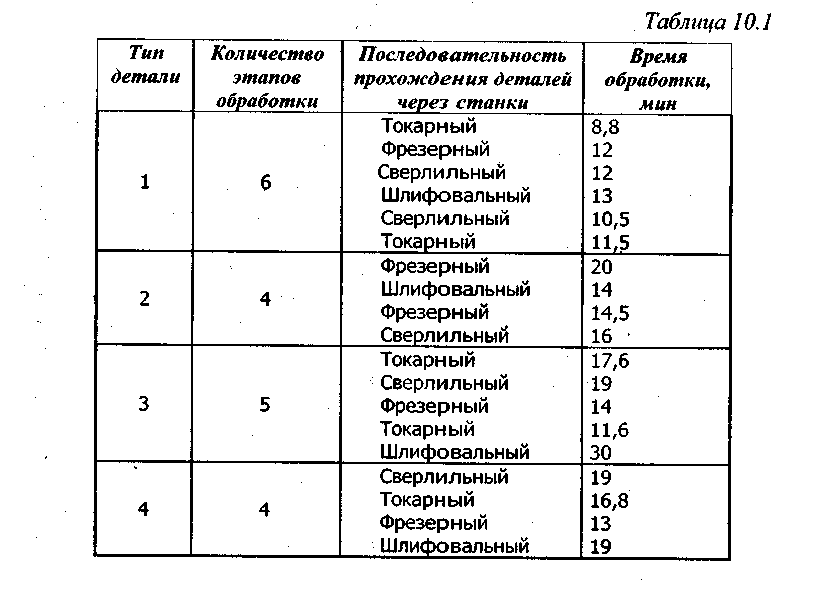 Таблица 10.1
Тип детали Количество этапов обработки Последовательность прохождения деталей через станки Время обработки, мин
1 6 Токарный 8,8
Фрезерный 12
Сверлильный 12
Шлифовальный 13
Сверлильный 10,5
Токарный 11,5
2 4 Фрезерный 20
Шлифовальный 14
Фрезерный 14,5
Сверлильный 16
3 5 Токарный 17,6
Сверлильный 19
Фрезерный 14
Токарный 11,6
Шлифовальный 30
4 4 Сверлильный 19
Токарный 16,8
Фрезерный 13
Шлифовальный 19